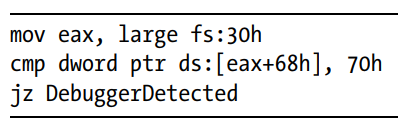 mov eax, large fs:30h
cmp dword ptr ds:[eax+68h], 70h
jz DebuggerDetected